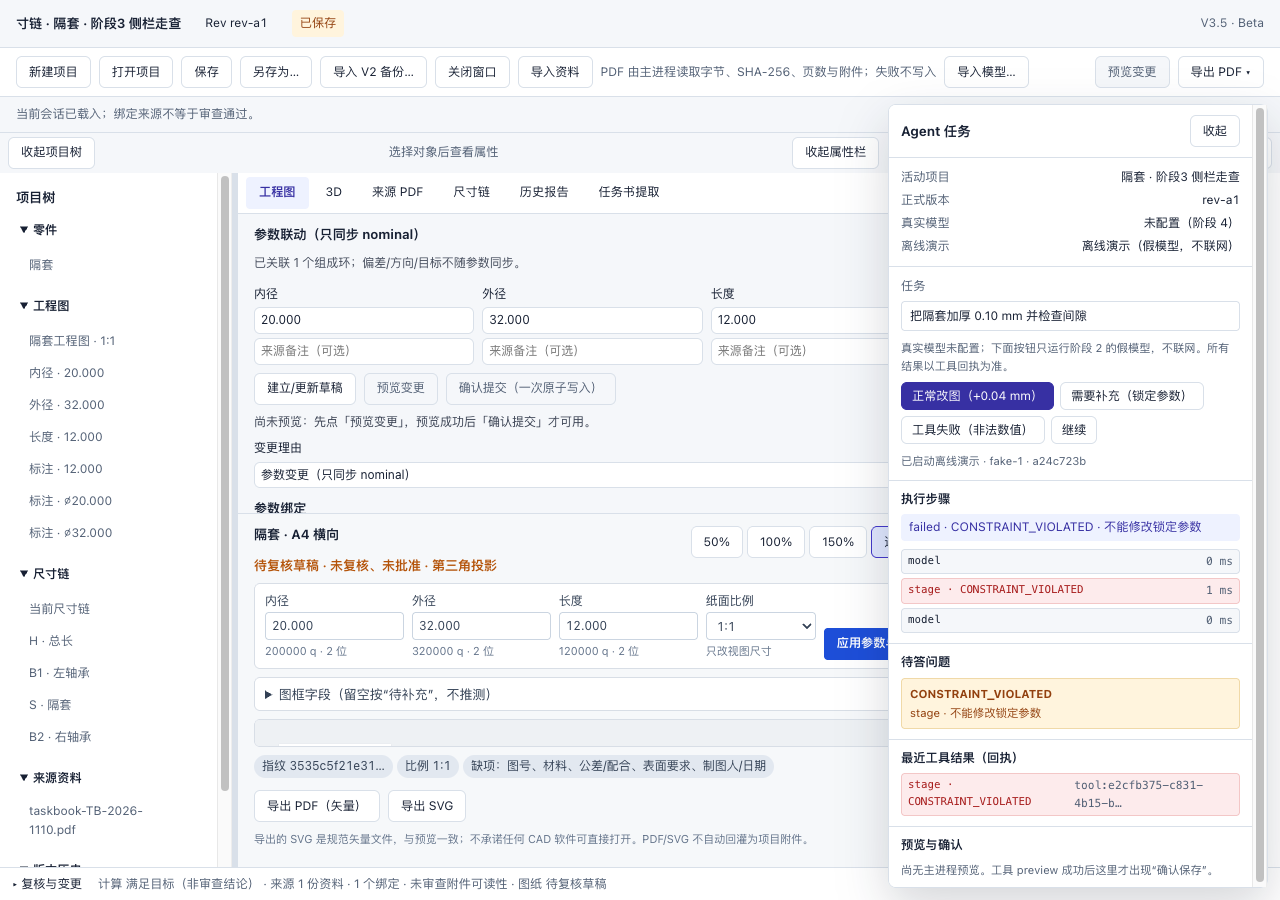 寸链 · 隔套 · 阶段3 侧栏走查
Rev rev-a1
已保存
V3.5 · Beta
新建项目
打开项目
保存
另存为…
导入 V2 备份…
关闭窗口
导入资料
PDF 由主进程读取字节、SHA-256、页数与附件；失败不写入
导入模型…
预览变更
导出 PDF ▾
当前会话已载入；绑定来源不等于审查通过。
收起项目树
选择对象后查看属性
收起属性栏
项目树
▼ 零件
隔套
▼ 工程图
隔套工程图 · 1:1
内径 · 20.000
外径 · 32.000
长度 · 12.000
标注 · 12.000
标注 · ⌀20.000
标注 · ⌀32.000
▼ 尺寸链
当前尺寸链
H · 总长
B1 · 左轴承
S · 隔套
B2 · 右轴承
▼ 来源资料
taskbook-TB-2026-
1110.pdf
工程图
3D
来源 PDF
尺寸链
历史报告
任务书提取
参数联动（只同步 nominal）
已关联 1 个组成环；偏差/方向/目标不随参数同步。
内径
外径
长度
20.000
32.000
12.000
来源备注（可选）
来源备注（可选）
来源备注（可选）
建立/更新草稿
预览变更
确认提交（一次原子写入）
尚未预览：先点「预览变更」，预览成功后「确认提交」才可用。
变更理由
参数变更（只同步 nominal）
参数绑定
隔套 · A4 横向
50%
100%
150%
待复核草稿 · 未复核、未批准 · 第三角投影
内径
外径
长度
纸面比例
20.000
32.000
12.000
1:1
应用参数
200000 q · 2 位
320000 q · 2 位
120000 q · 2 位
只改视图尺寸
▶ 图框字段（留空按“待补充”，不推测）
指纹 3535c5f21e31…
比例 1:1
缺项：图号、材料、公差/配合、表面要求、制图人/日期
导出 PDF（矢量）
导出 SVG
导出的 SVG 是规范矢量文件，与预览一致；不承诺任何 CAD 软件可直接打开。PDF/SVG 不自动回灌为项目附件。
▸ 复核与变更
计算 满足目标（非审查结论） · 来源 1 份资料 · 1 个绑定 · 未审查附件可读性 · 图纸 待复核草稿
Agent 任务
收起
活动项目
隔套 · 阶段3 侧栏走查
正式版本
rev-a1
真实模型
未配置（阶段 4）
离线演示
离线演示（假模型，不联网）
任务
把隔套加厚 0.10 mm 并检查间隙
真实模型未配置；下面按钮只运行阶段 2 的假模型，不联网。所有
结果以工具回执为准。
正常改图（+0.04 mm）
需要补充（锁定参数）
工具失败（非法数值）
继续
已启动离线演示 · fake-1 · a24c723b
执行步骤
failed · CONSTRAINT_VIOLATED · 不能修改锁定参数
model
0 ms
stage · CONSTRAINT_VIOLATED
1 ms
model
0 ms
待答问题
CONSTRAINT_VIOLATED
stage · 不能修改锁定参数
最近工具结果（回执）
stage ·
CONSTRAINT_VIOLATED
tool:e2cfb375-c831-
4b15-b…
预览与确认
尚无主进程预览。工具 preview 成功后这里才出现“确认保存”。